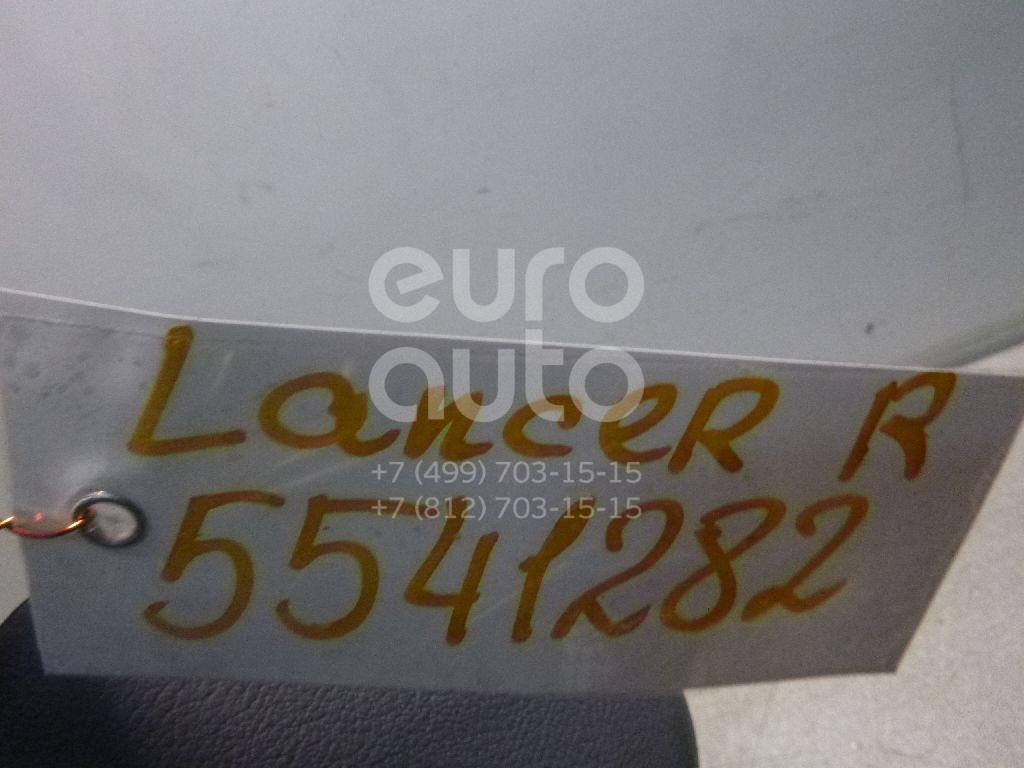 euro
auto
Lancer R
+7 (499) 703-15-15
+7 (812) 703-15-15
5541282